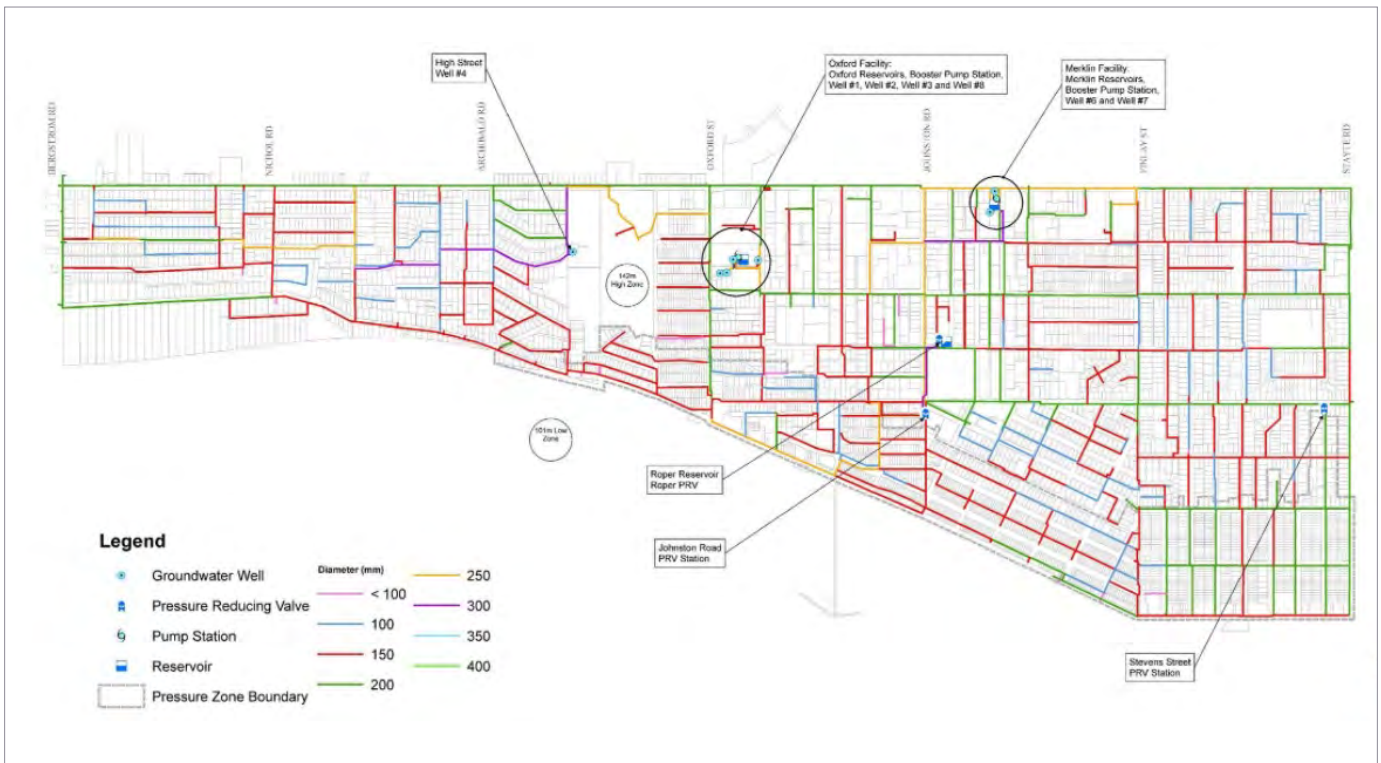 High Street
Well #4
Oxford Facility:
Oxford Reservoirs, Booster Pump Station,
Well #1, Well #2, Well #3 and Well #8
Merklin Facility:
Merklin Reservoirs,
Booster Pump Station,
Well #6 and Well #7
BERGSTROM RD
NICHOL RD
ARCHIBALD RD
OXFORD ST
JOHNSTON RD
FINLAY ST
STAYTE RD
142m
High Zone
101m Low
Zone
Roper Reservoir
Roper PRV
Johnston Road
PRV Station
Stevens Street
PRV Station
Legend
Groundwater Well
Pressure Reducing Valve
Pump Station
Reservoir
Pressure Zone Boundary
Diameter (mm)
< 100
100
150
200
250
300
350
400